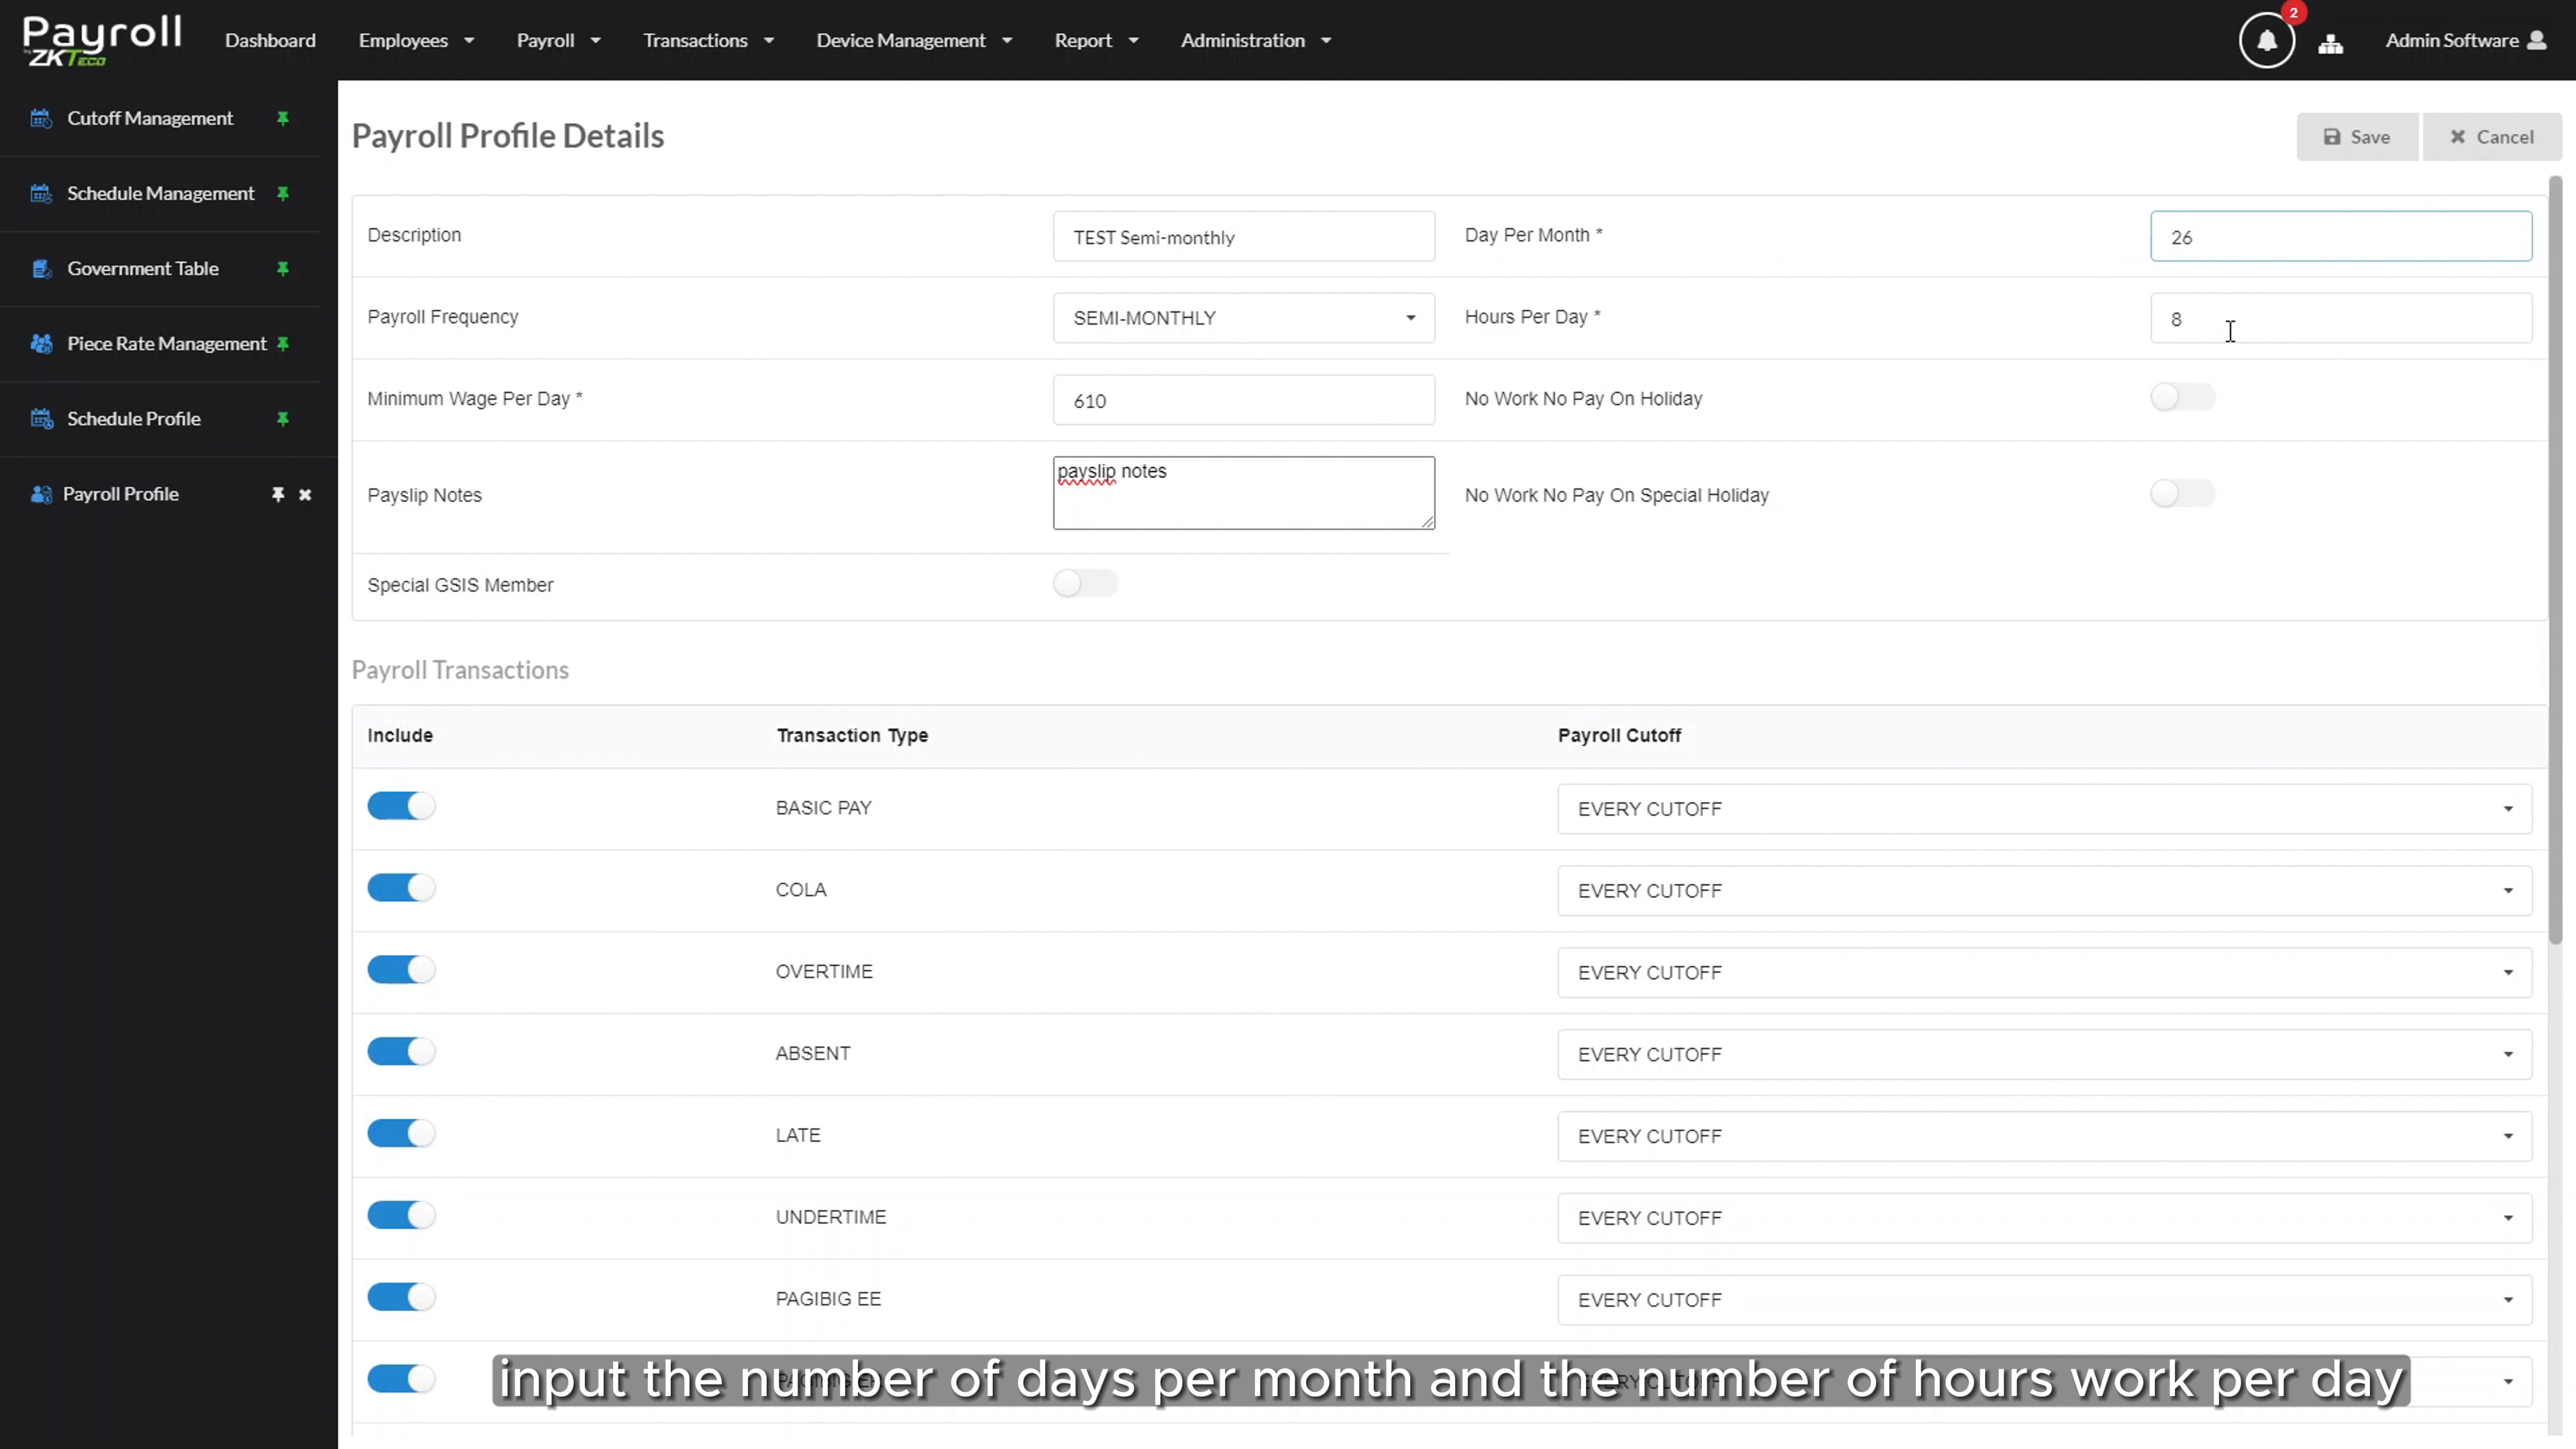 Payroll
by ZKTeco
Dashboard
Employees
Payroll
Transactions
Device Management
Report
Administration
2
Admin Software
Cutoff Management
Schedule Management
Government Table
Piece Rate Management
Schedule Profile
Payroll Profile
Payroll Profile Details
Save
Cancel
Description
TEST Semi-monthly
Day Per Month *
26
Payroll Frequency
SEMI-MONTHLY
Hours Per Day *
8
Minimum Wage Per Day *
610
No Work No Pay On Holiday
Payslip Notes
payslip notes
No Work No Pay On Special Holiday
Special GSIS Member
Payroll Transactions
Include
Transaction Type
Payroll Cutoff
BASIC PAY
EVERY CUTOFF
COLA
EVERY CUTOFF
OVERTIME
EVERY CUTOFF
ABSENT
EVERY CUTOFF
LATE
EVERY CUTOFF
UNDERTIME
EVERY CUTOFF
PAGIBIG EE
EVERY CUTOFF
input the number of days per month and the number of hours work per day